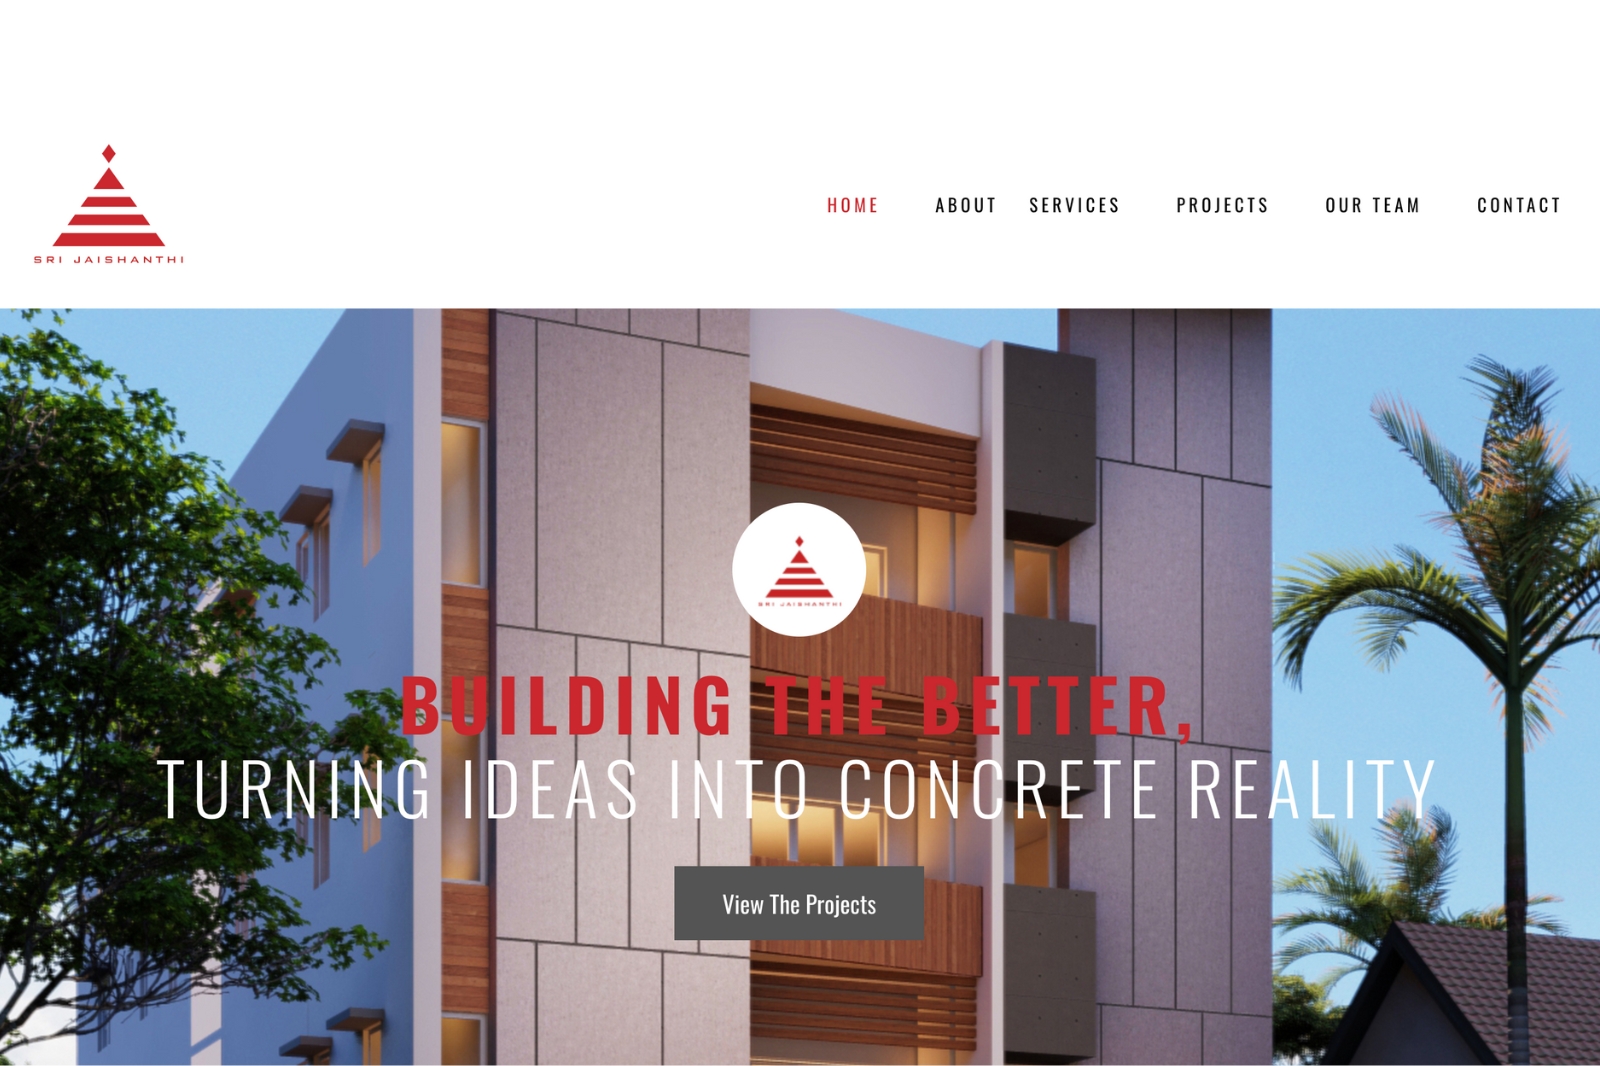 SRI JAISHANTHI
HOME ABOUT SERVICES PROJECTS OUR TEAM CONTACT
SRI JAISHANTHI
BUILDING THE BETTER,
TURNING IDEAS INTO CONCRETE REALITY
View The Projects